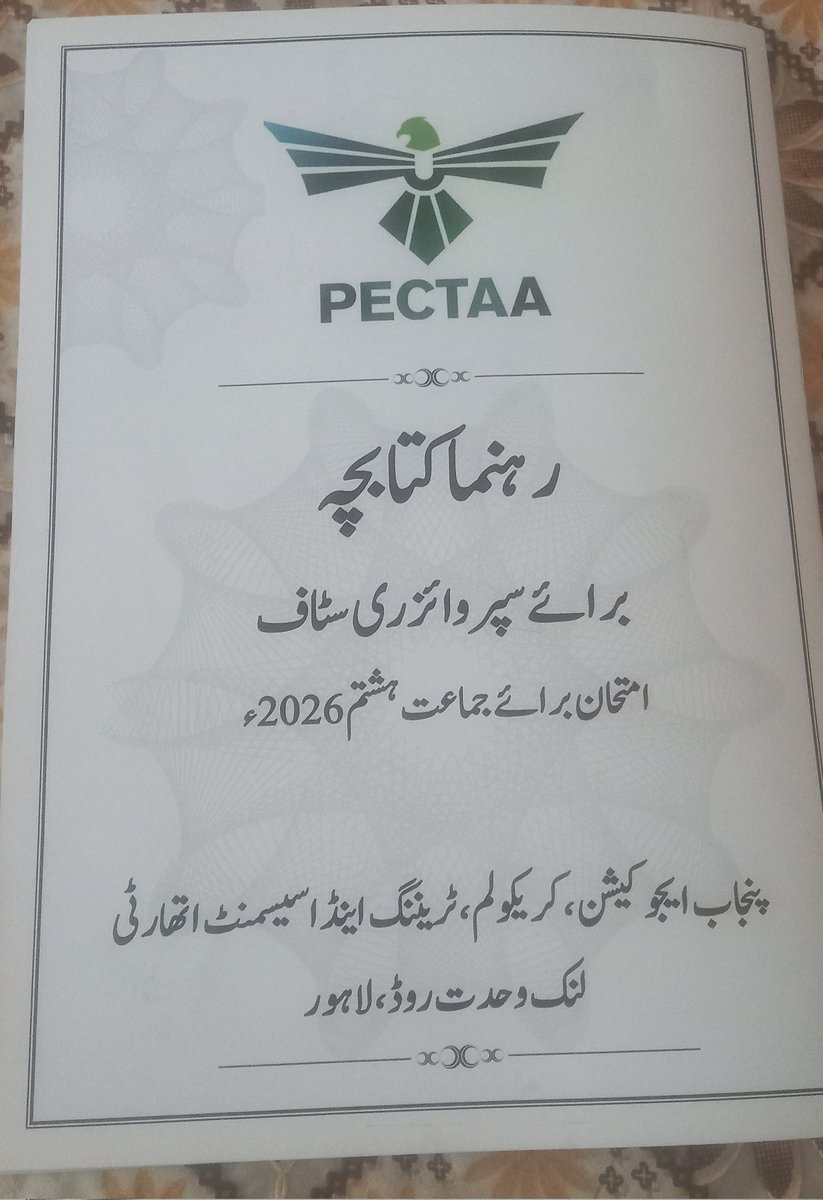 PECTAA
رہنما کتابچہ
برائے سپروائزری سٹاف
امتحان برائے جماعت ہشتم 2026ء
پنجاب ایجوکیشن، کریکولم، ٹریننگ اینڈ اسیسمنٹ اتھارٹی
لنک وحدت روڈ، لاہور